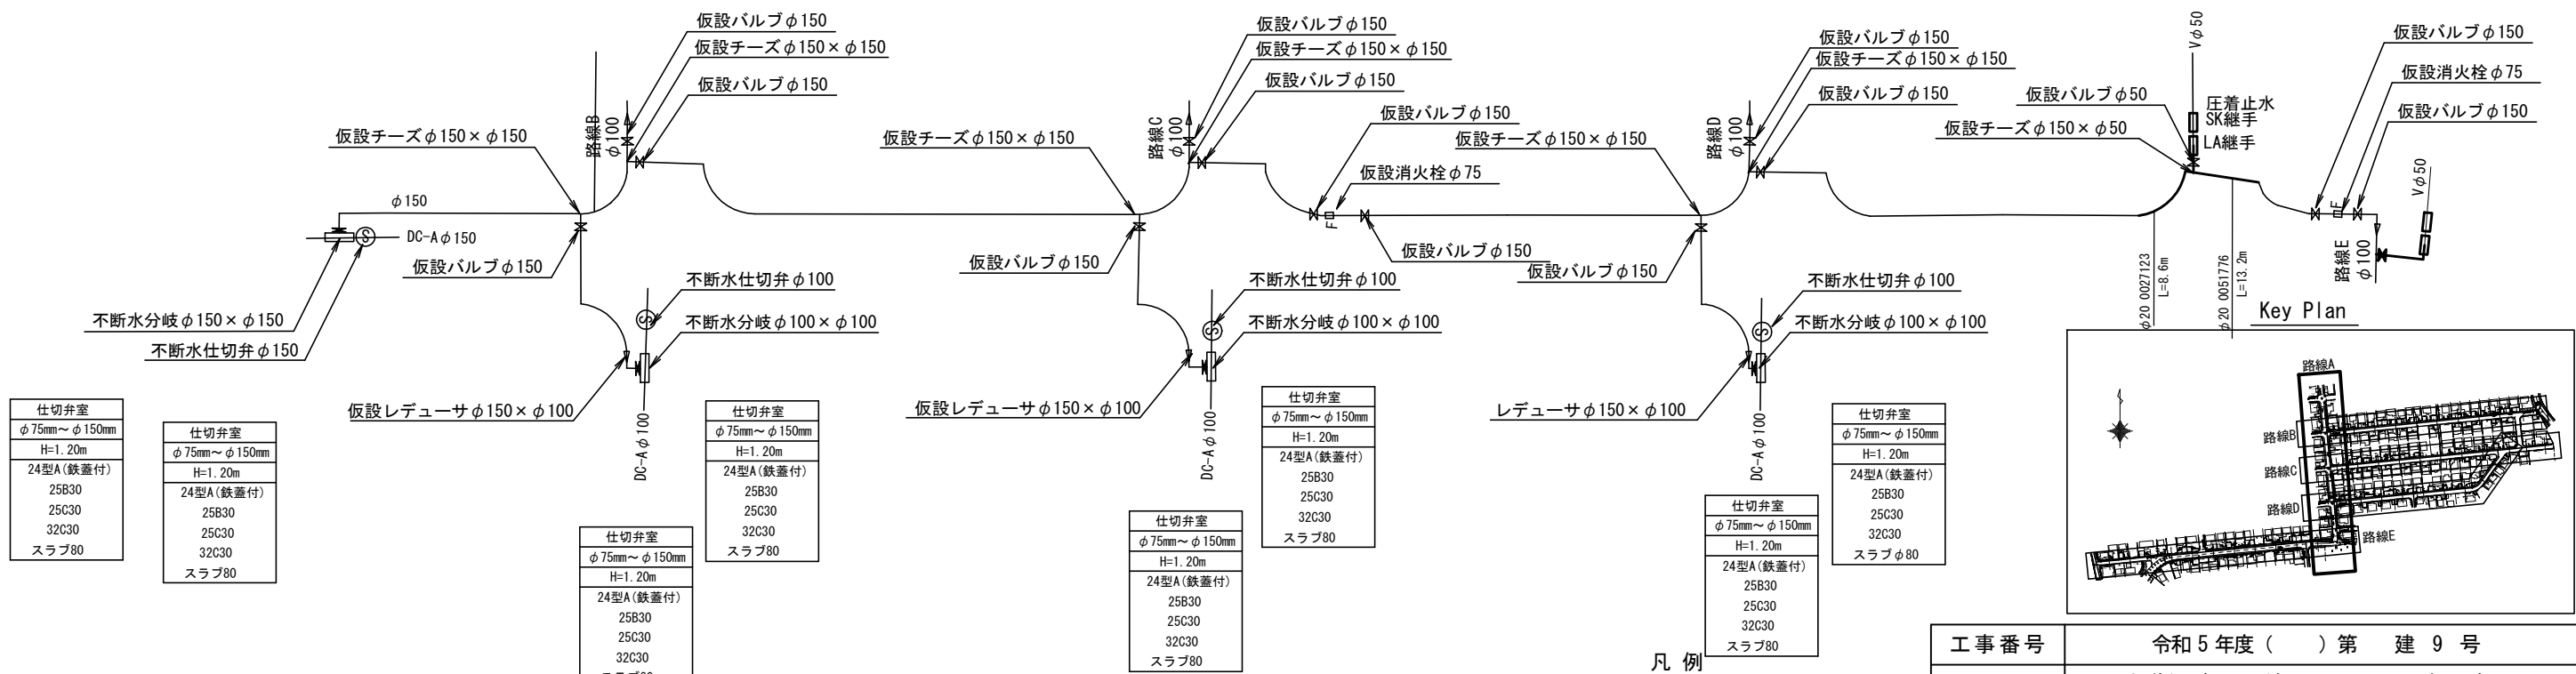 仮設バルブφ150
仮設チーズφ150×φ150
仮設バルブφ150
仮設チーズφ150×φ150
路線B
φ100
φ150
DC-Aφ150
仮設バルブφ150
不断水分岐φ150×φ150
不断水仕切弁φ150
不断水仕切弁φ100
不断水分岐φ100×φ100
仮設レデューサφ150×φ100
DC-Aφ100
仮設バルブφ150
仮設チーズφ150×φ150
仮設バルブφ150
仮設チーズφ150×φ150
路線C
φ100
仮設バルブφ150
仮設消火栓φ75
F
仮設バルブφ150
仮設バルブφ150
不断水仕切弁φ100
不断水分岐φ100×φ100
仮設レデューサφ150×φ100
DC-Aφ100
仮設バルブφ150
仮設チーズφ150×φ150
仮設バルブφ150
仮設チーズφ150×φ150
路線D
φ100
仮設バルブφ150
不断水仕切弁φ100
不断水分岐φ100×φ100
レデューサφ150×φ100
DC-Aφ100
Vφ50
仮設バルブφ50
仮設チーズφ150×φ50
圧着止水
SK継手
LA継手
仮設バルブφ150
仮設消火栓φ75
仮設バルブφ150
F
Vφ50
路線E
φ100
φ20 0027123
L=8.6m
φ20 0051776
L=13.2m
Key Plan
路線A
路線B
路線C
路線D
路線E
仕切弁室
φ75mm～φ150mm
H=1.20m
24型A(鉄蓋付)
25B30
25C30
32C30
スラブ80
仕切弁室
φ75mm～φ150mm
H=1.20m
24型A(鉄蓋付)
25B30
25C30
32C30
スラブ80
仕切弁室
φ75mm～φ150mm
H=1.20m
24型A(鉄蓋付)
25B30
25C30
32C30
仕切弁室
φ75mm～φ150mm
H=1.20m
24型A(鉄蓋付)
25B30
25C30
32C30
スラブ80
仕切弁室
φ75mm～φ150mm
H=1.20m
24型A(鉄蓋付)
25B30
25C30
32C30
スラブ80
仕切弁室
φ75mm～φ150mm
H=1.20m
24型A(鉄蓋付)
25B30
25C30
32C30
スラブ80
仕切弁室
φ75mm～φ150mm
H=1.20m
24型A(鉄蓋付)
25B30
25C30
32C30
スラブ80
仕切弁室
φ75mm～φ150mm
H=1.20m
24型A(鉄蓋付)
25B30
25C30
32C30
スラブφ80
凡 例
工事番号 令和5年度（　　）第　建 9 号